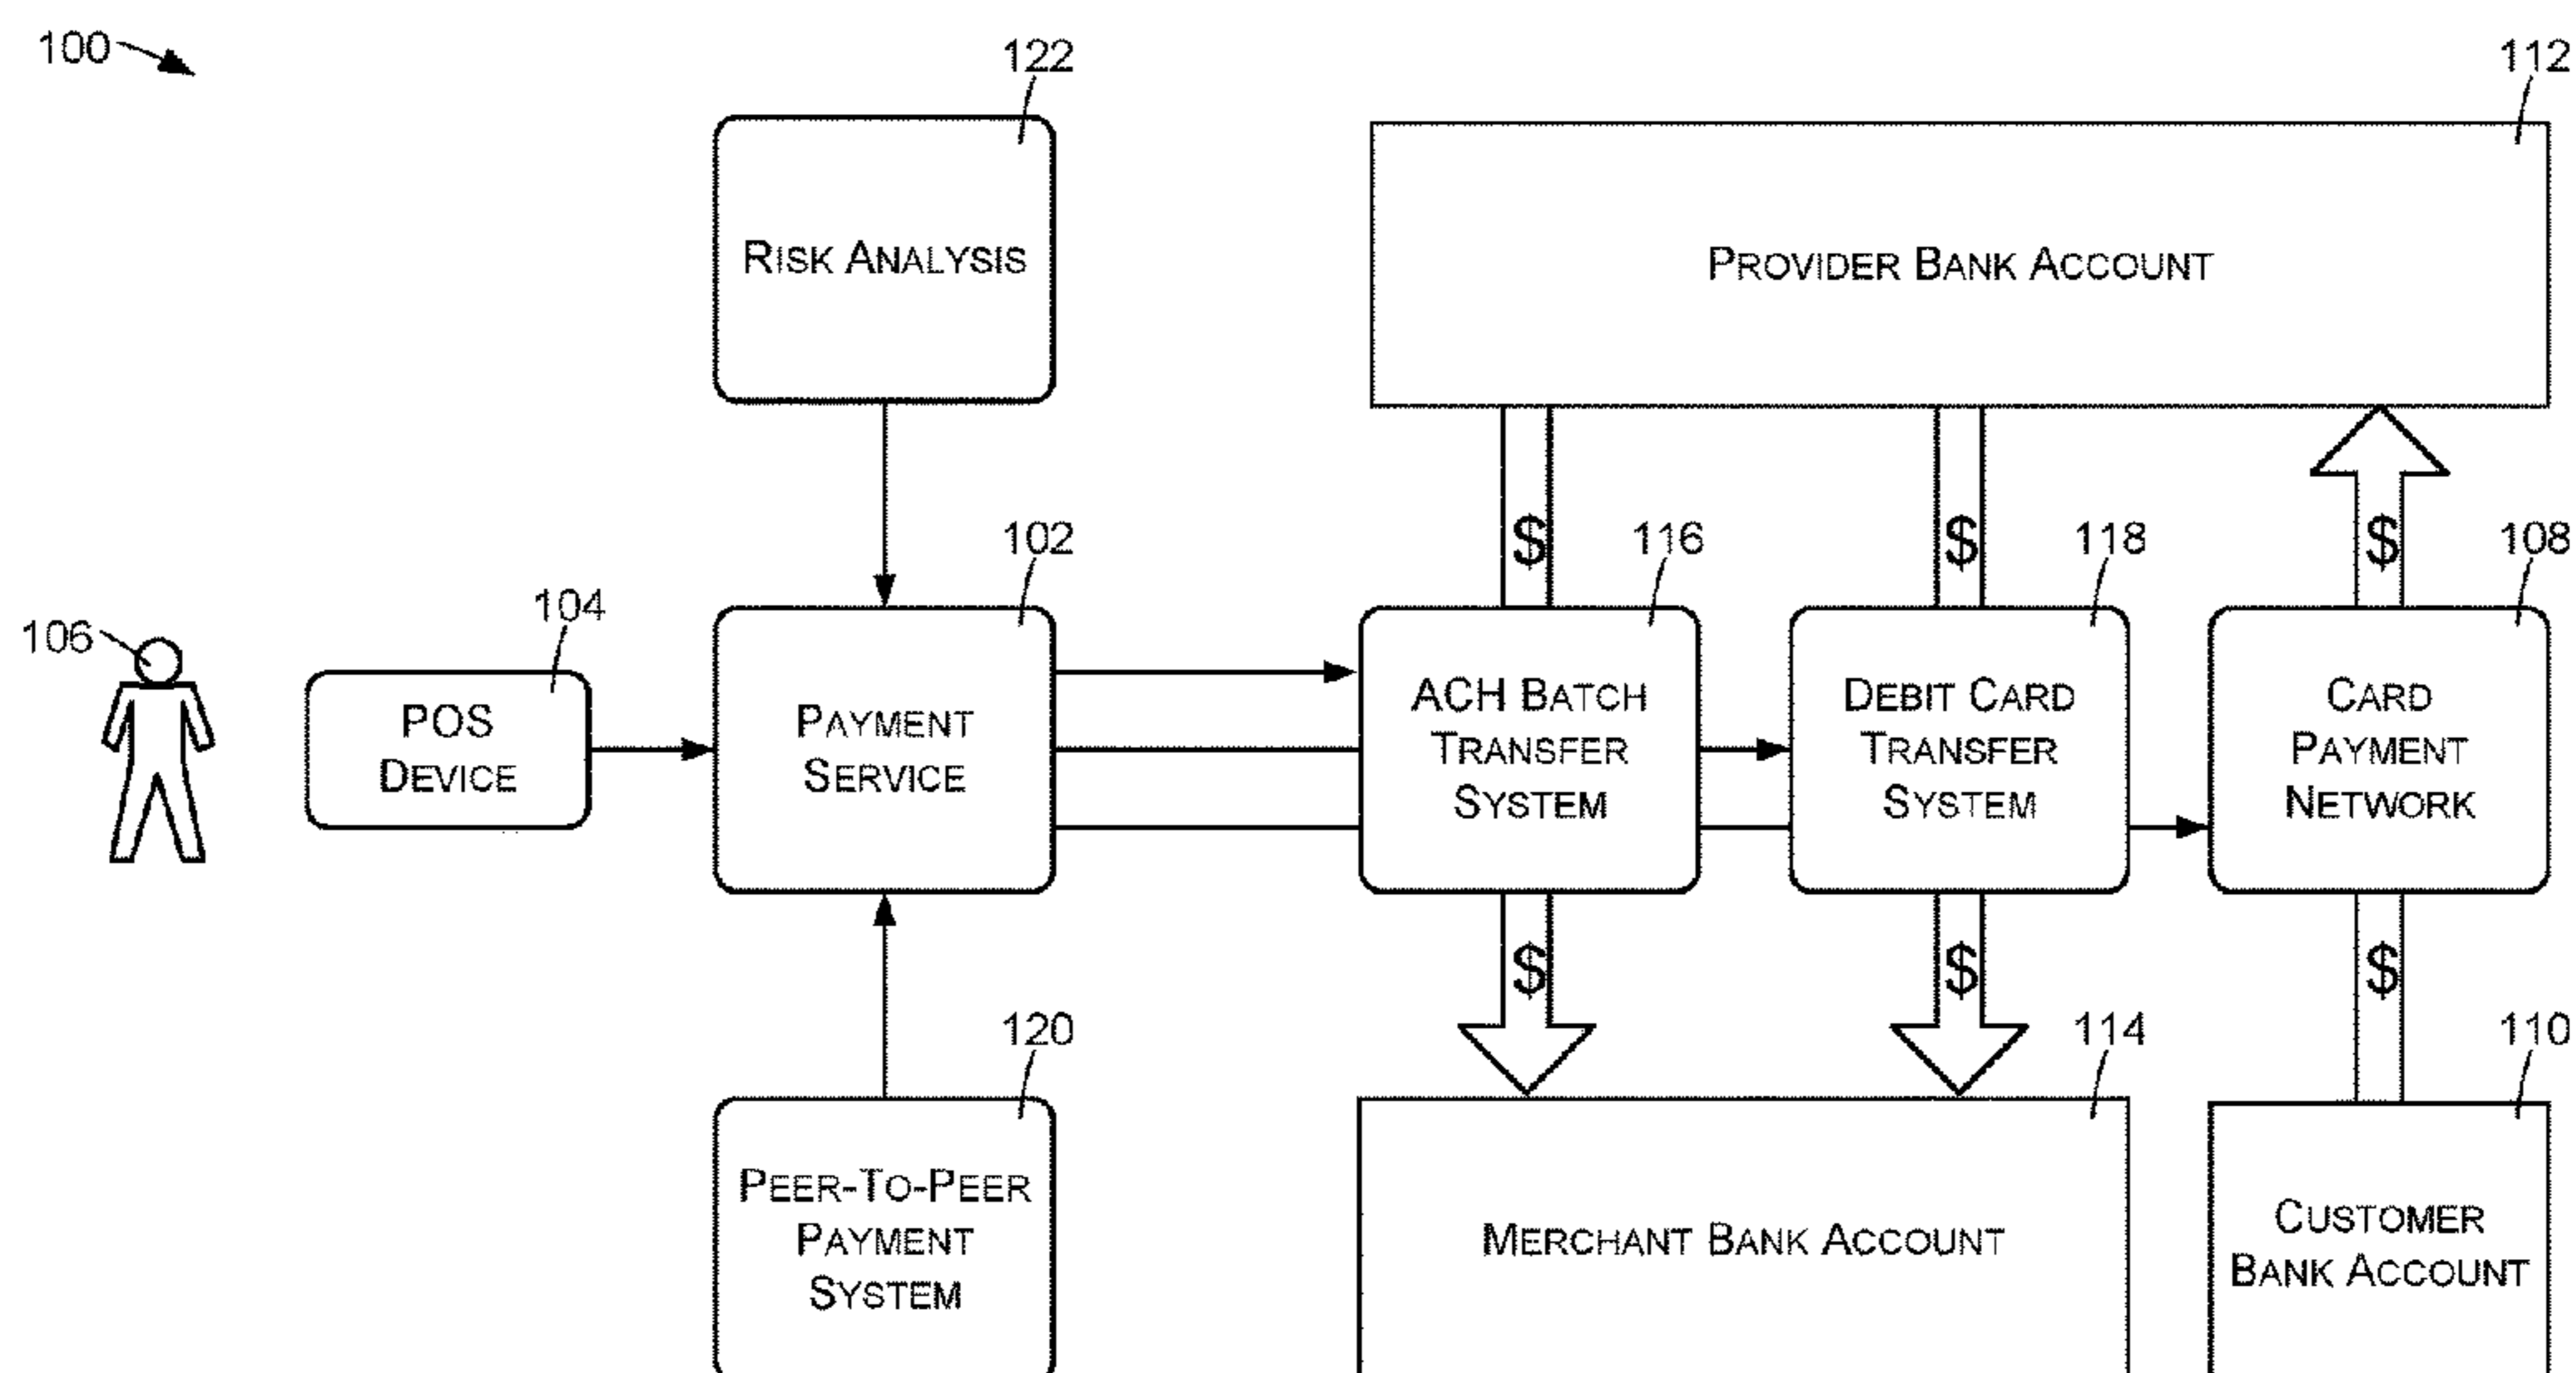 100
122
112
RISK ANALYSIS
PROVIDER BANK ACCOUNT
$
$
$
102
116
118
108
104
106
POS
DEVICE
PAYMENT
SERVICE
ACH BATCH
TRANSFER
SYSTEM
DEBIT CARD
TRANSFER
SYSTEM
CARD
PAYMENT
NETWORK
$
$
$
120
114
110
PEER-TO-PEER
PAYMENT
SYSTEM
MERCHANT BANK ACCOUNT
CUSTOMER
BANK ACCOUNT